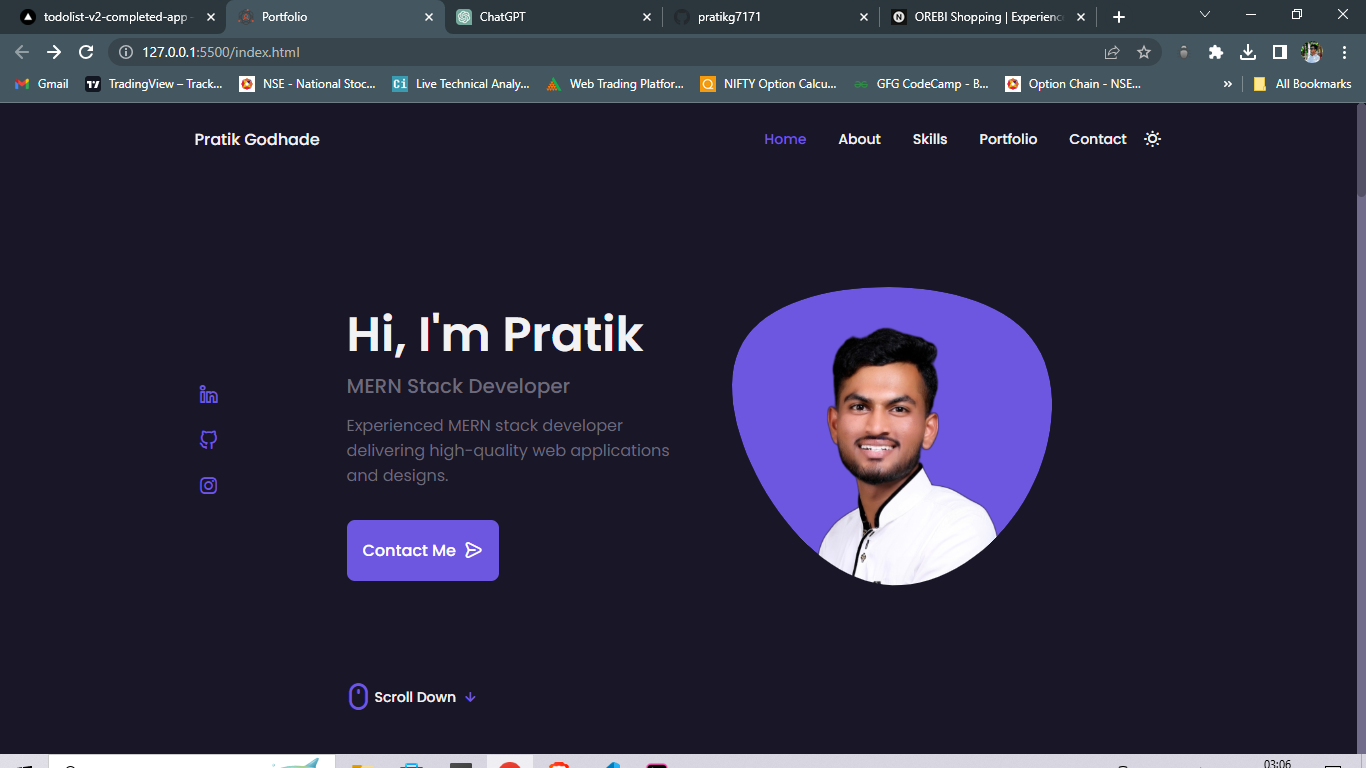 todolist-v2-completed-app -
Portfolio
ChatGPT
pratikg7171
OREBI Shopping | Experienc
127.0.0.1:5500/index.html
Gmail
TradingView – Track...
NSE - National Stoc...
Live Technical Analy...
Web Trading Platfor...
NIFTY Option Calcu...
GFG CodeCamp - B...
Option Chain - NSE...
»
All Bookmarks
Pratik Godhade
Home
About
Skills
Portfolio
Contact
Hi, I'm Pratik
MERN Stack Developer
Experienced MERN stack developer
delivering high-quality web applications
and designs.
Contact Me
Scroll Down
03:06